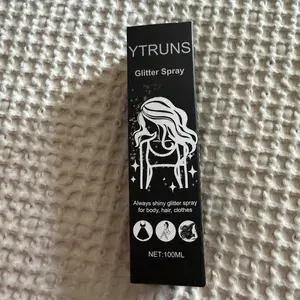 YTRUNS
Glitter Spray
Always shiny glitter spray
for body, hair, clothes
NET:100ML